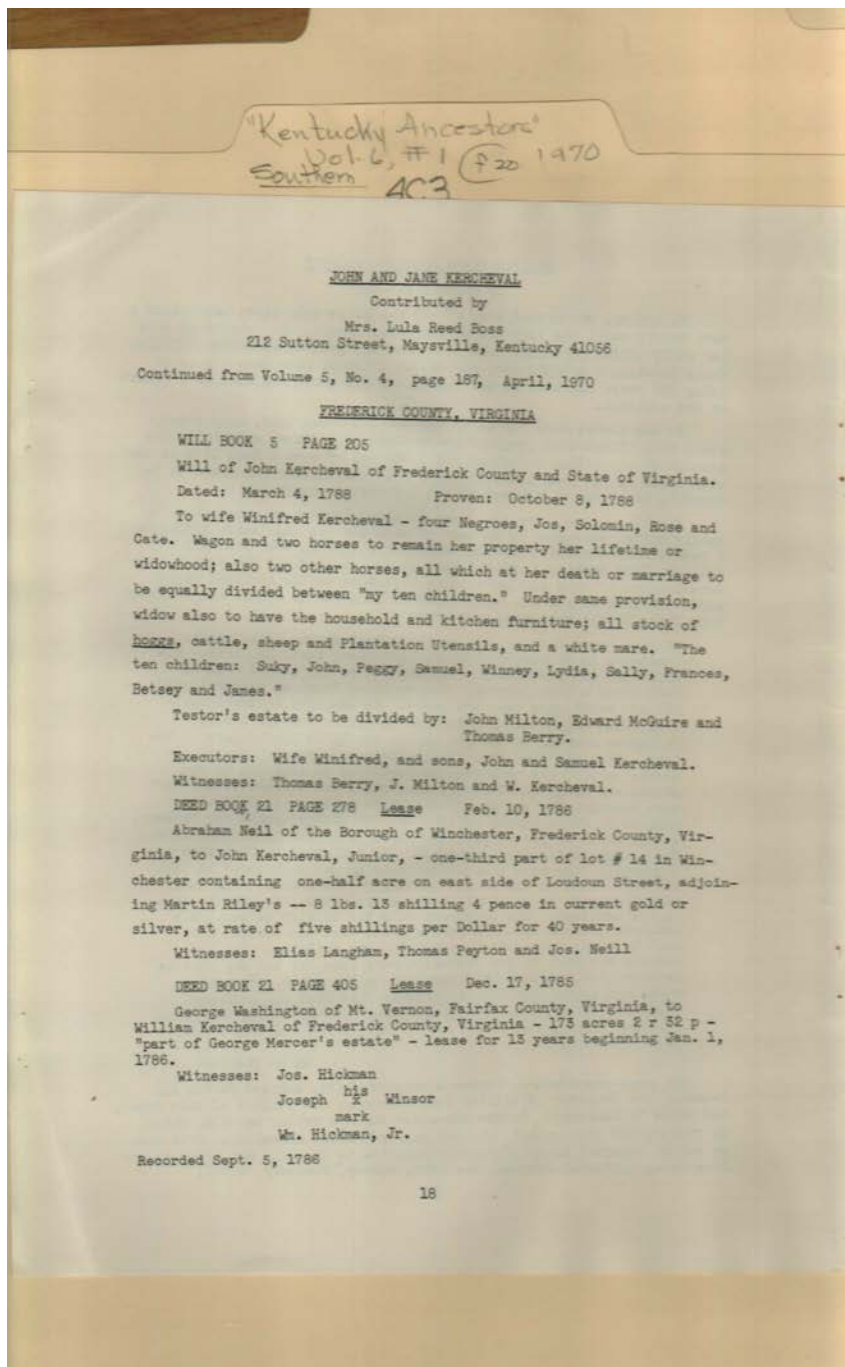 "Kentucky Ancestors"
Vol. 6, #1 p 20 1970
Southern
4C3
JOHN AND JANE KERCHEVAL
Contributed by
Mrs. Lula Reed Boss
212 Sutton Street, Maysville, Kentucky 41056
Continued from Volume 5, No. 4, page 187, April, 1970
FREDERICK COUNTY, VIRGINIA
WILL BOOK 5 PAGE 205
Will of John Kercheval of Frederick County and State of Virginia.
Dated: March 4, 1788 Proven: October 8, 1788
To wife Winifred Kercheval - four Negroes, Jos, Solomin, Rose and
Cate. Wagon and two horses to remain her property her lifetime or
widowhood; also two other horses, all which at her death or marriage to
be equally divided between "my ten children." Under same provision,
widow also to have the household and kitchen furniture; all stock of
hoggs, cattle, sheep and Plantation Utensils, and a white mare. "The
ten children: Suky, John, Peggy, Samuel, Winney, Lydia, Sally, Frances,
Betsey and James."
Testor's estate to be divided by: John Milton, Edward McGuire and
Thomas Berry.
Executors: Wife Winifred, and sons, John and Samuel Kercheval.
Witnesses: Thomas Berry, J. Milton and W. Kercheval.
DEED BOOK 21 PAGE 278 Lease Feb. 10, 1786
Abraham Neil of the Borough of Winchester, Frederick County, Vir-
ginia, to John Kercheval, Junior, - one-third part of lot # 14 in Win-
chester containing one-half acre on east side of Loudoun Street, adjoin-
ing Martin Riley's -- 8 lbs. 13 shilling 4 pence in current gold or
silver, at rate of five shillings per Dollar for 40 years.
Witnesses: Elias Langham, Thomas Peyton and Jos. Neill
DEED BOOK 21 PAGE 405 Lease Dec. 17, 1785
George Washington of Mt. Vernon, Fairfax County, Virginia, to
William Kercheval of Frederick County, Virginia - 173 acres 2 r 32 p -
"part of George Mercer's estate" - lease for 13 years beginning Jan. 1,
1786.
Witnesses: Jos. Hickman
his
Joseph x Winsor
mark
Wm. Hickman, Jr.
Recorded Sept. 5, 1786
18